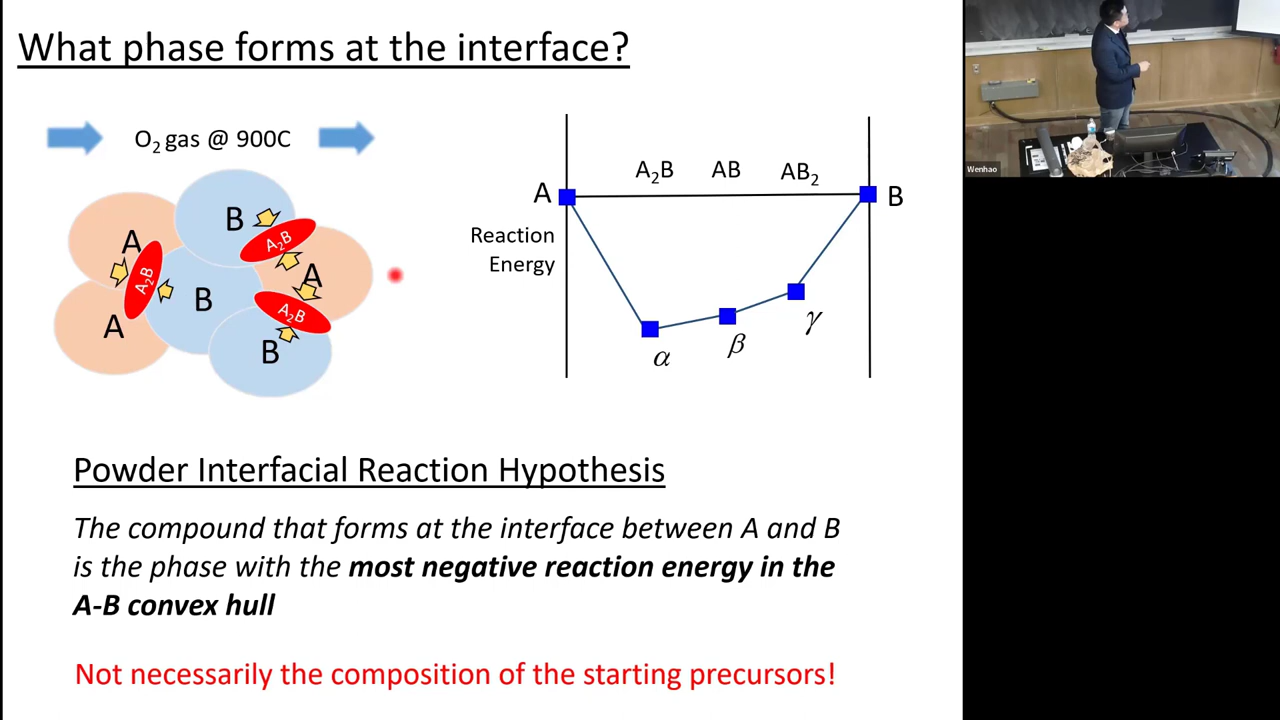 What phase forms at the interface?
O₂ gas @ 900C
B
A
A₂B
A₂B
A
B
A
A₂B
B
A₂B AB AB₂
A
B
Reaction
Energy
α
β
γ
Powder Interfacial Reaction Hypothesis
The compound that forms at the interface between A and B
is the phase with the most negative reaction energy in the
A-B convex hull
Not necessarily the composition of the starting precursors!
Wenhao